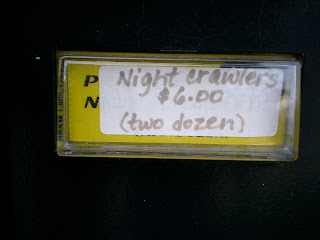 Night crawlers
$6.00
(two dozen)
P
N